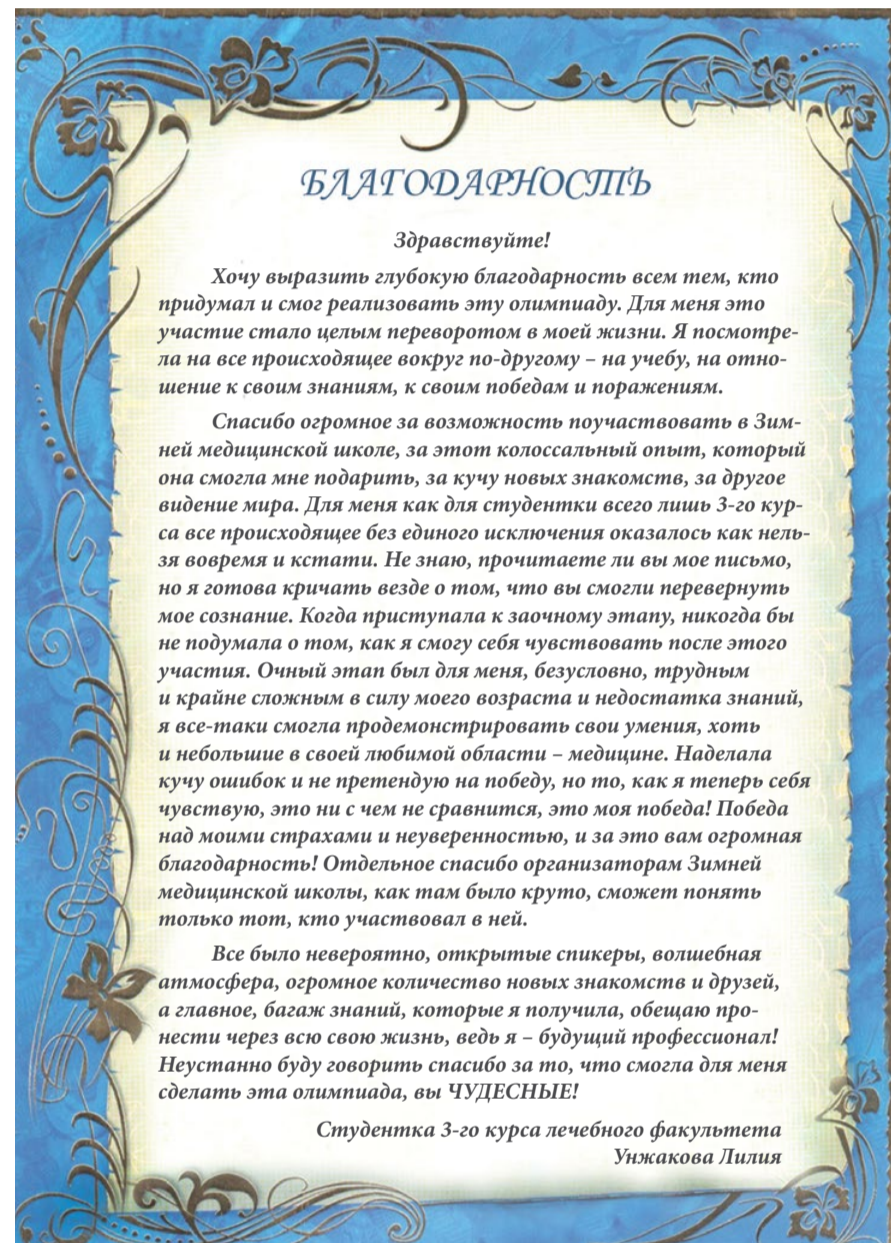 БЛАГОДАРНОСТЬ
Здравствуйте!
Хочу выразить глубокую благодарность всем тем, кто
придумал и смог реализовать эту олимпиаду. Для меня это
участие стало целым переворотом в моей жизни. Я посмотре-
ла на все происходящее вокруг по-другому – на учебу, на отно-
шение к своим знаниям, к своим победам и поражениям.
Спасибо огромное за возможность поучаствовать в Зим-
ней медицинской школе, за этот колоссальный опыт, который
она смогла мне подарить, за кучу новых знакомств, за другое
видение мира. Для меня как для студентки всего лишь 3-го кур-
са все происходящее без единого исключения оказалось как нель-
зя вовремя и кстати. Не знаю, прочитаете ли вы мое письмо,
но я готова кричать везде о том, что вы смогли перевернуть
мое сознание. Когда приступала к заочному этапу, никогда бы
не подумала о том, как я смогу себя чувствовать после этого
участия. Очный этап был для меня, безусловно, трудным
и крайне сложным в силу моего возраста и недостатка знаний,
я все-таки смогла продемонстрировать свои умения, хоть
и небольшие в своей любимой области – медицине. Наделала
кучу ошибок и не претендую на победу, но то, как я теперь себя
чувствую, это ни с чем не сравнится, это моя победа! Победа
над моими страхами и неуверенностью, и за это вам огромная
благодарность! Отдельное спасибо организаторам Зимней
медицинской школы, как там было круто, сможет понять
только тот, кто участвовал в ней.
Все было невероятно, открытые спикеры, волшебная
атмосфера, огромное количество новых знакомств и друзей,
а главное, багаж знаний, которые я получила, обещаю про-
нести через всю свою жизнь, ведь я – будущий профессионал!
Неустанно буду говорить спасибо за то, что смогла для меня
сделать эта олимпиада, вы ЧУДЕСНЫЕ!
Студентка 3-го курса лечебного факультета
Унжакова Лилия